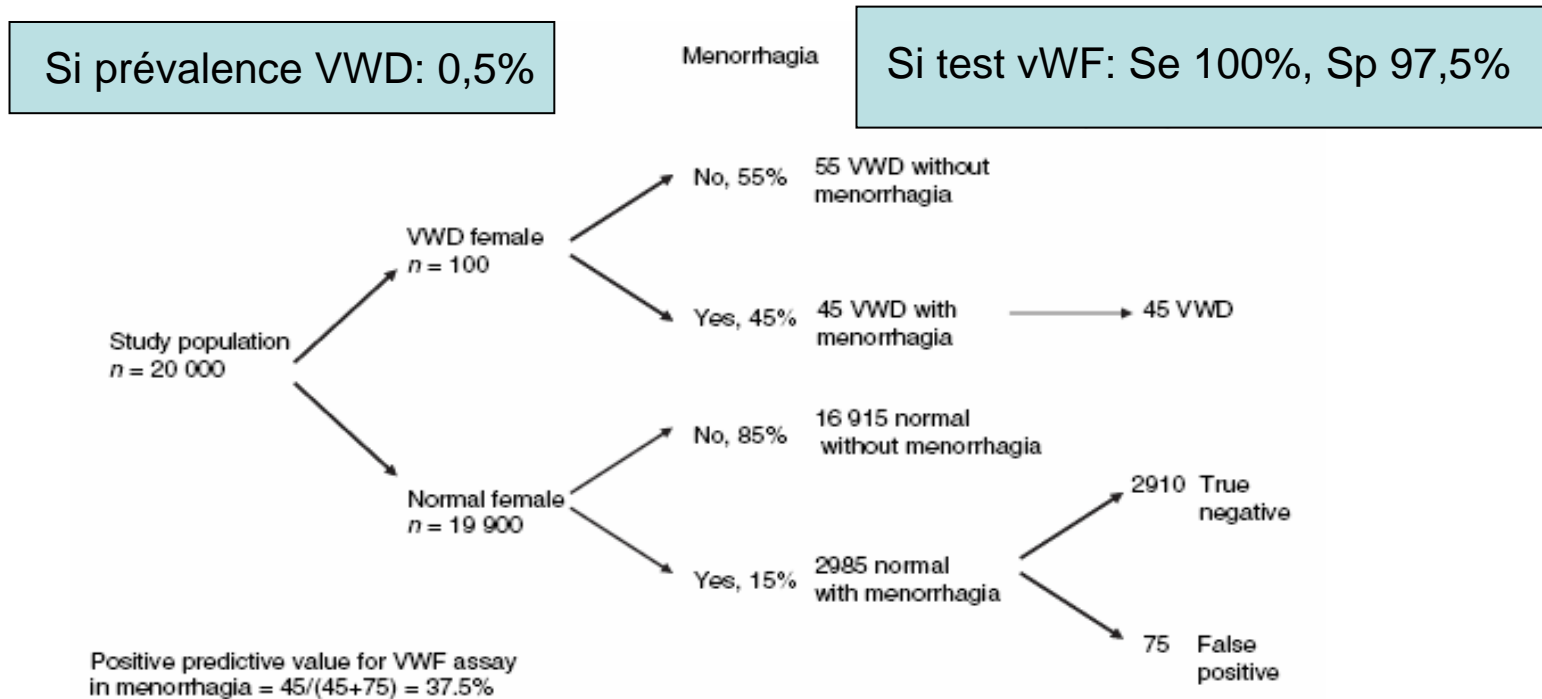 Si prévalence VWD: 0,5%
Menorrhagia
Si test vWF: Se 100%, Sp 97,5%
No, 55%
55 VWD without
menorrhagia
VWD female
n = 100
Yes, 45%
45 VWD with
menorrhagia
45 VWD
Study population
n = 20 000
No, 85%
16 915 normal
without menorrhagia
Normal female
n = 19 900
2910 True
negative
Yes, 15%
2985 normal
with menorrhagia
75 False
positive
Positive predictive value for VWF assay
in menorrhagia = 45/(45+75) = 37.5%